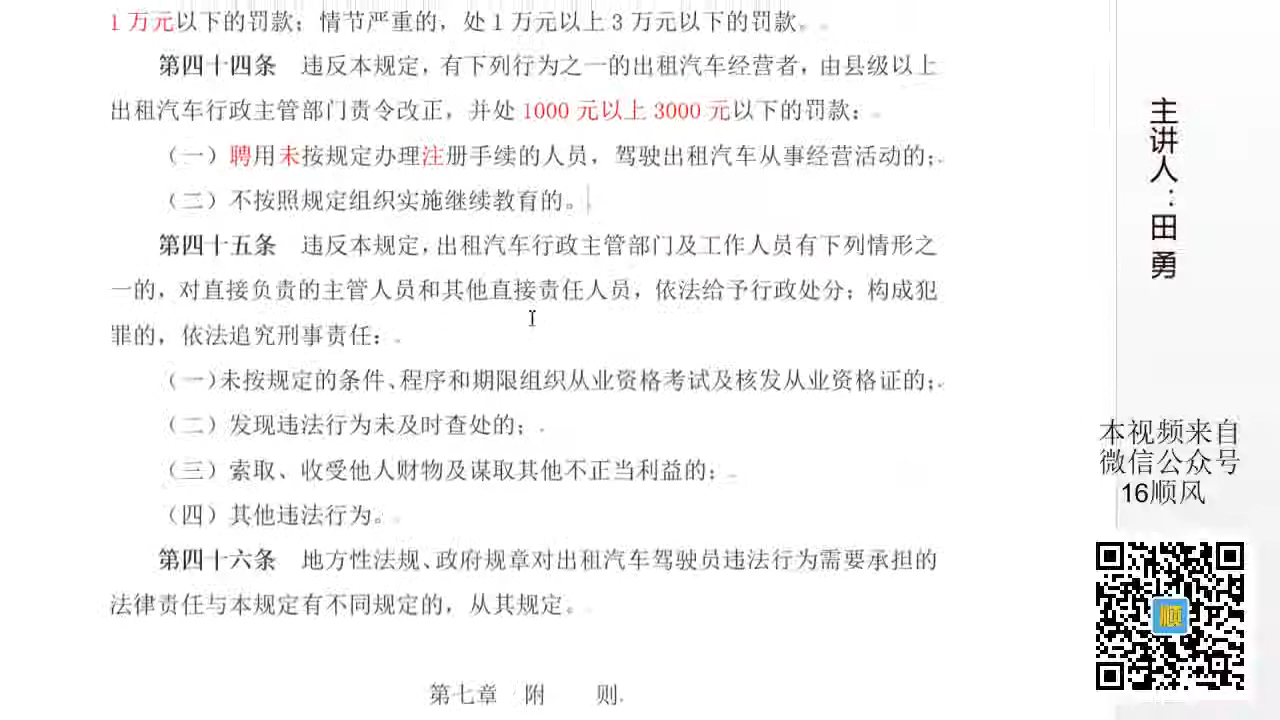 1 万元以下的罚款；情节严重的，处 1 万元以上 3 万元以下的罚款。
第四十四条 违反本规定，有下列行为之一的出租汽车经营者，由县级以上
出租汽车行政主管部门责令改正，并处 1000 元以上 3000 元以下的罚款：
（一）聘用未按规定办理注册手续的人员，驾驶出租汽车从事经营活动的；
（二）不按照规定组织实施继续教育的。
第四十五条 违反本规定，出租汽车行政主管部门及工作人员有下列情形之
一的，对直接负责的主管人员和其他直接责任人员，依法给予行政处分；构成犯
罪的，依法追究刑事责任：
（一）未按规定的条件、程序和期限组织从业资格考试及核发从业资格证的；
（二）发现违法行为未及时查处的；
（三）索取、收受他人财物及谋取其他不正当利益的；
（四）其他违法行为。
第四十六条 地方性法规、政府规章对出租汽车驾驶员违法行为需要承担的
法律责任与本规定有不同规定的，从其规定。
第七章 附 则
主讲人：田勇
本视频来自
微信公众号
16顺风
顺